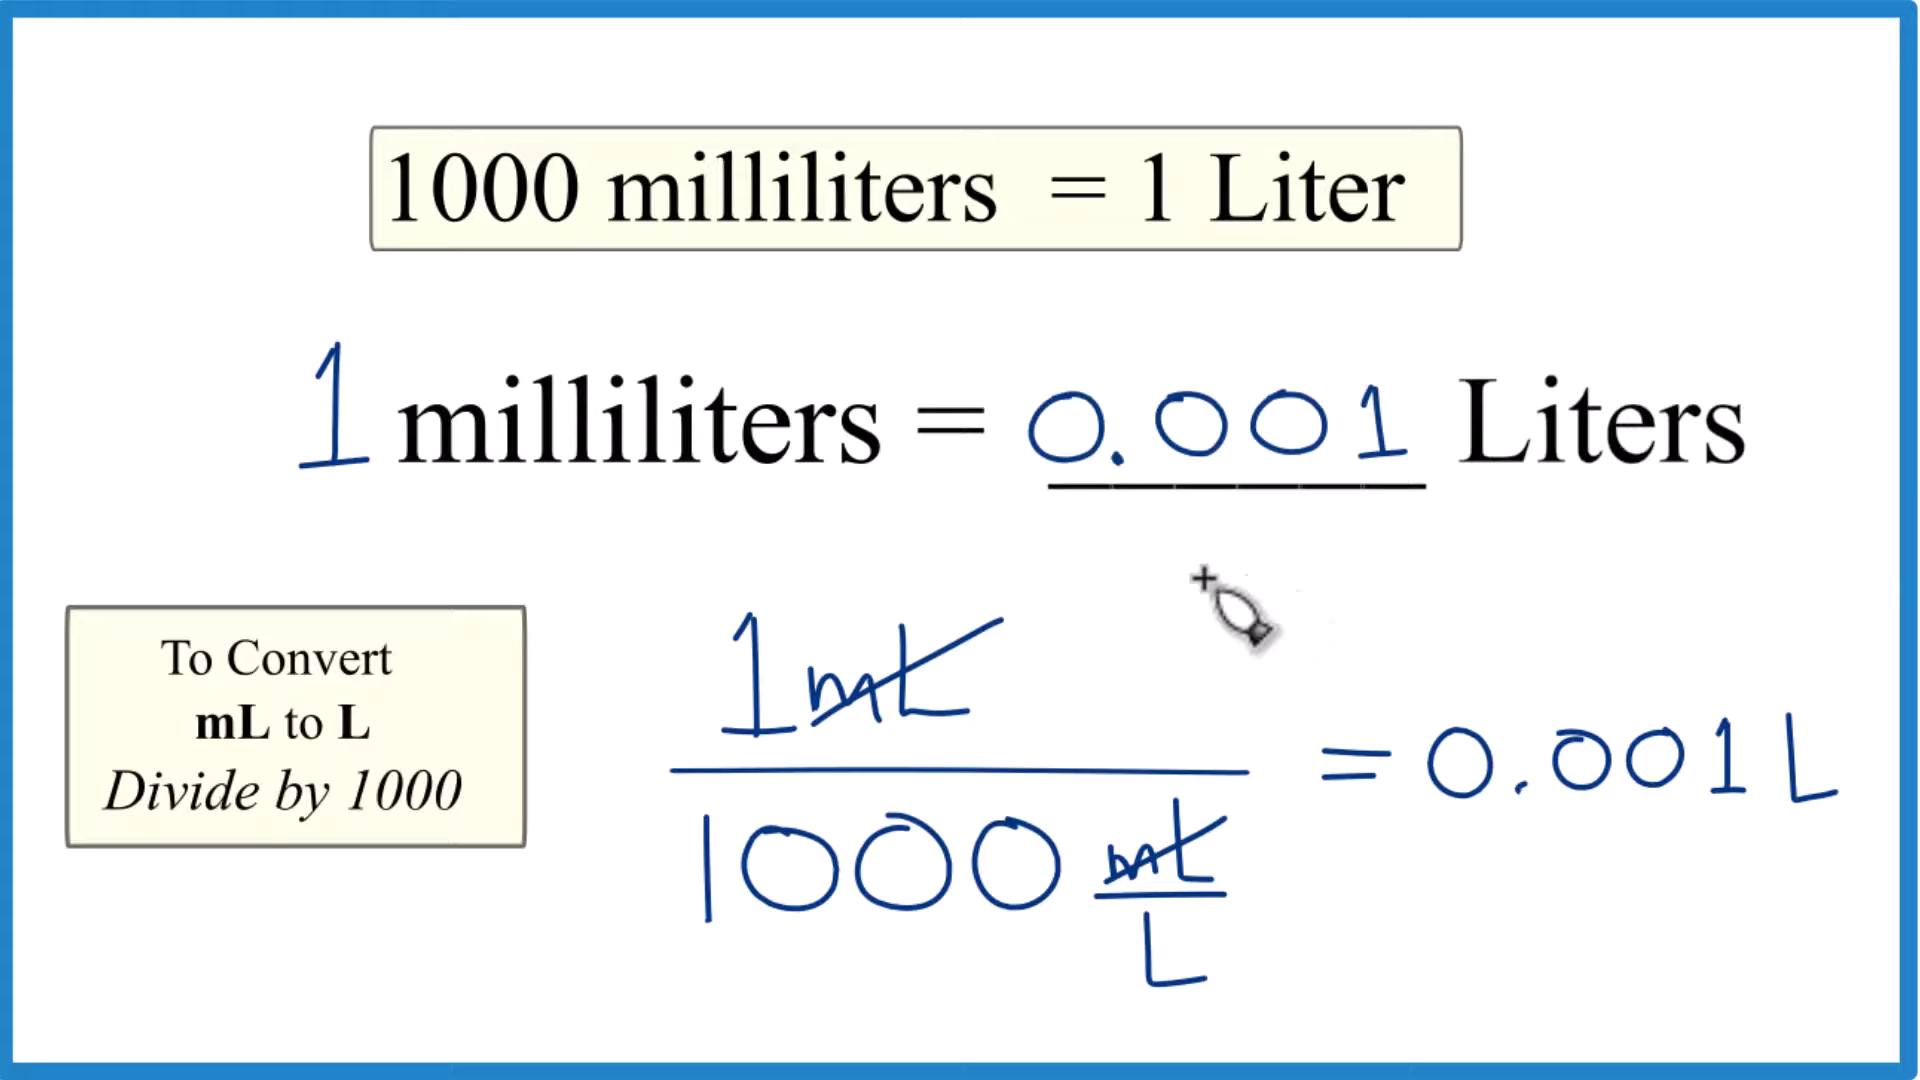 1000 milliliters = 1 Liter
1 milliliters = 0.001 Liters
To Convert
mL to L
Divide by 1000
1 mL
1000 mL
L
= 0.001 L